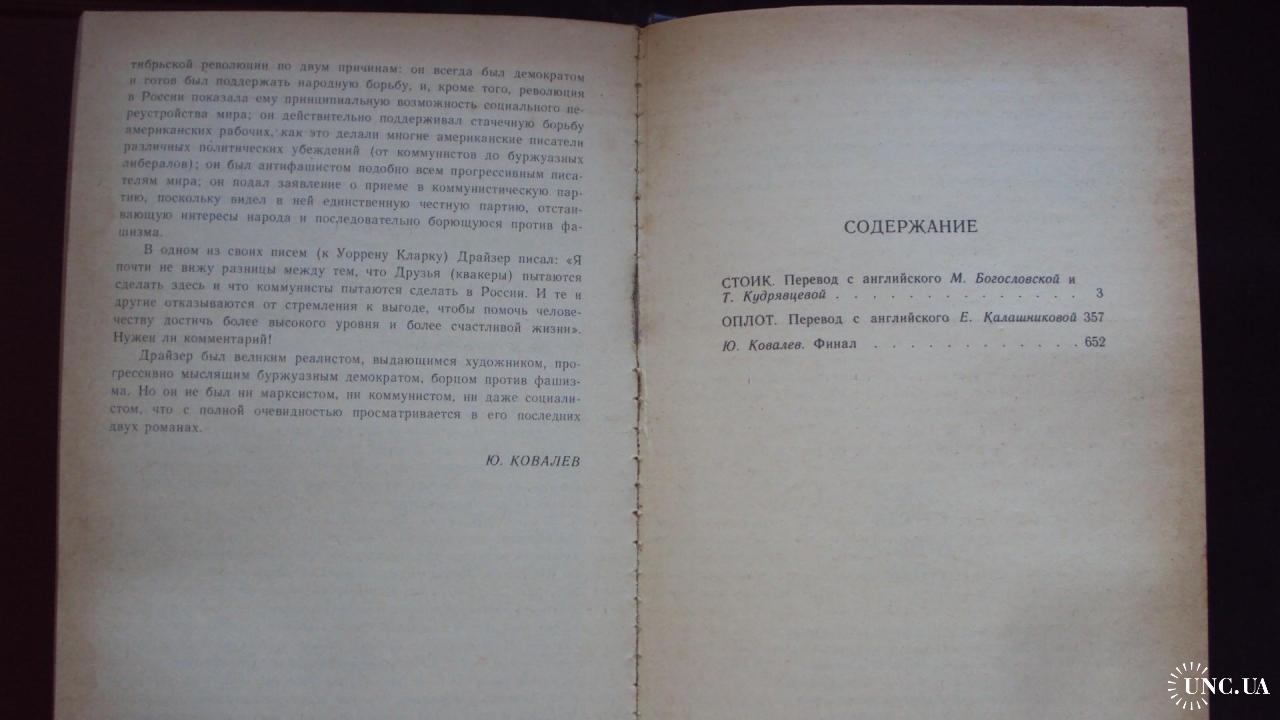 тибрьской революции по двум причинам: он всегда был демократом
и готов был поддержать народную борьбу, и, кроме того, революция
в России показала ему принципиальную возможность социального пе-
реустройства мира; он действительно поддерживал стачечную борьбу
американских рабочих, как это делали многие американские писатели
различных политических убеждений (от коммунистов до буржуазных
либералов); он был антифашистом подобно всем прогрессивным писа-
телям мира; он подал заявление о приеме в коммунистическую пар-
тию, поскольку видел в ней единственную честную партию, отстаи-
вающую интересы народа и последовательно борющуюся против фа-
шизма.
В одном из своих писем (к Уоррену Кларку) Драйзер писал: «Я
почти не вижу разницы между тем, что Друзья (квакеры) пытаются
сделать здесь и что коммунисты пытаются сделать в России. И те и
другие отказываются от стремления к выгоде, чтобы помочь челове-
честву достичь более высокого уровня и более счастливой жизни».
Нужен ли комментарий!
Драйзер был великим реалистом, выдающимся художником, про-
грессивно мыслящим буржуазным демократом, борцом против фашиз-
ма. Но он не был ни марксистом, ни коммунистом, ни даже социали-
стом, что с полной очевидностью просматривается в его последних
двух романах.
Ю. КОВАЛЕВ
СОДЕРЖАНИЕ
СТОИК. Перевод с английского М. Богословской и
Т. Кудрявцевой . . . . . . . . . . . . . . 3
ОПЛОТ. Перевод с английского Е. Калашниковой 357
Ю. Ковалев. Финал . . . . . . . . . . . . 652
UNC.UA